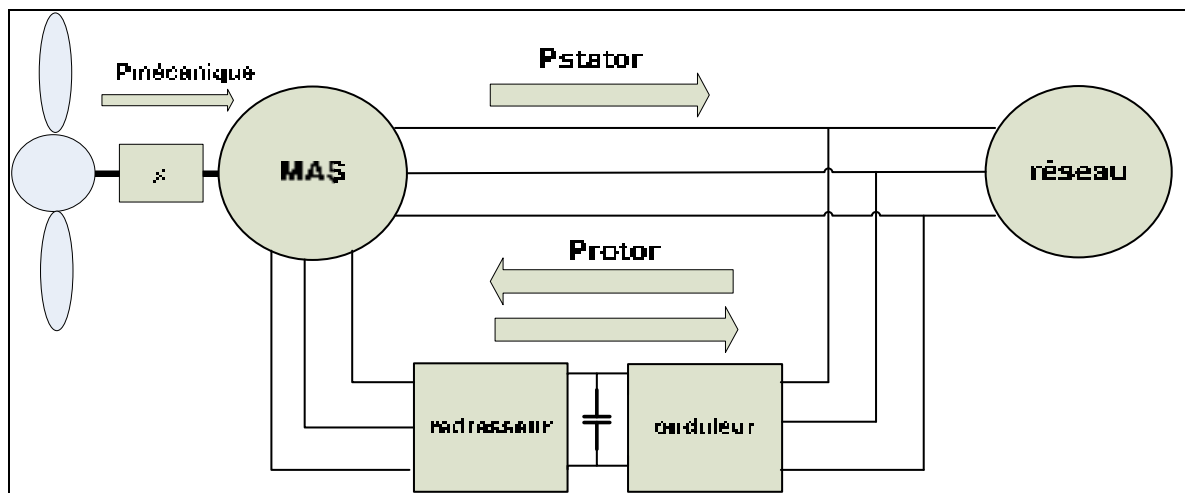 Pmécanique
Pstator
MAS
réseau
Protor
redresseur
onduleur